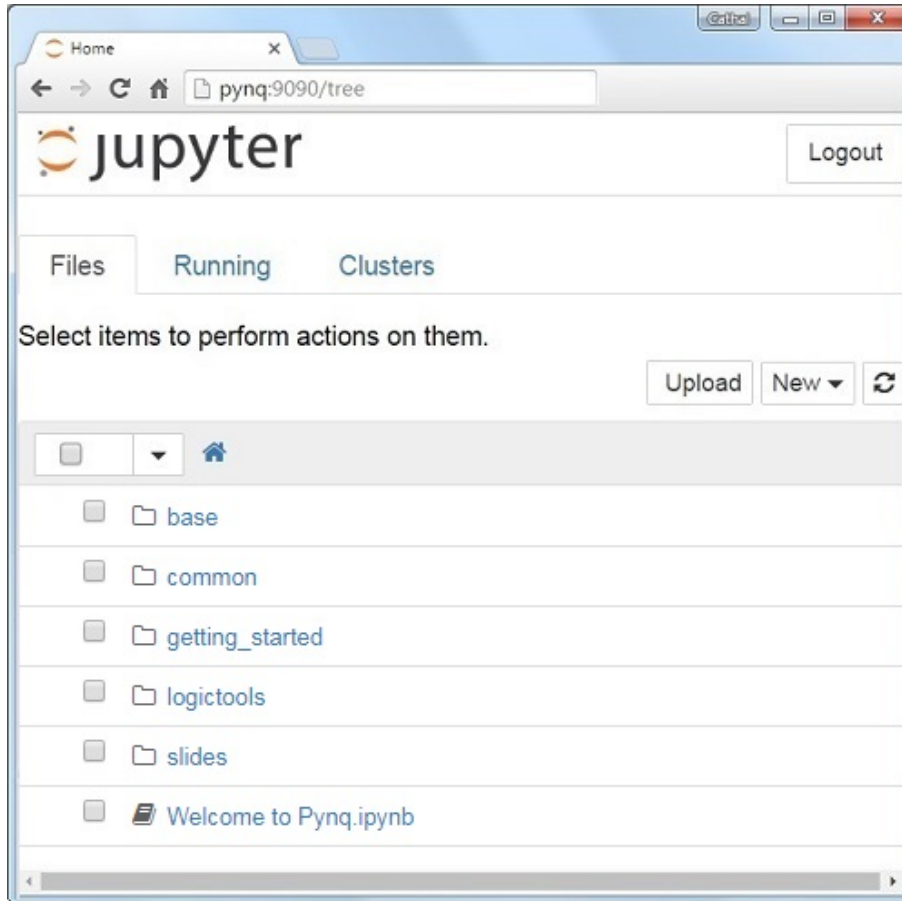 Cathal
Home
pynq:9090/tree
jupyter
Logout
Files Running Clusters
Select items to perform actions on them.
Upload New
base
common
getting_started
logictools
slides
Welcome to Pynq.ipynb